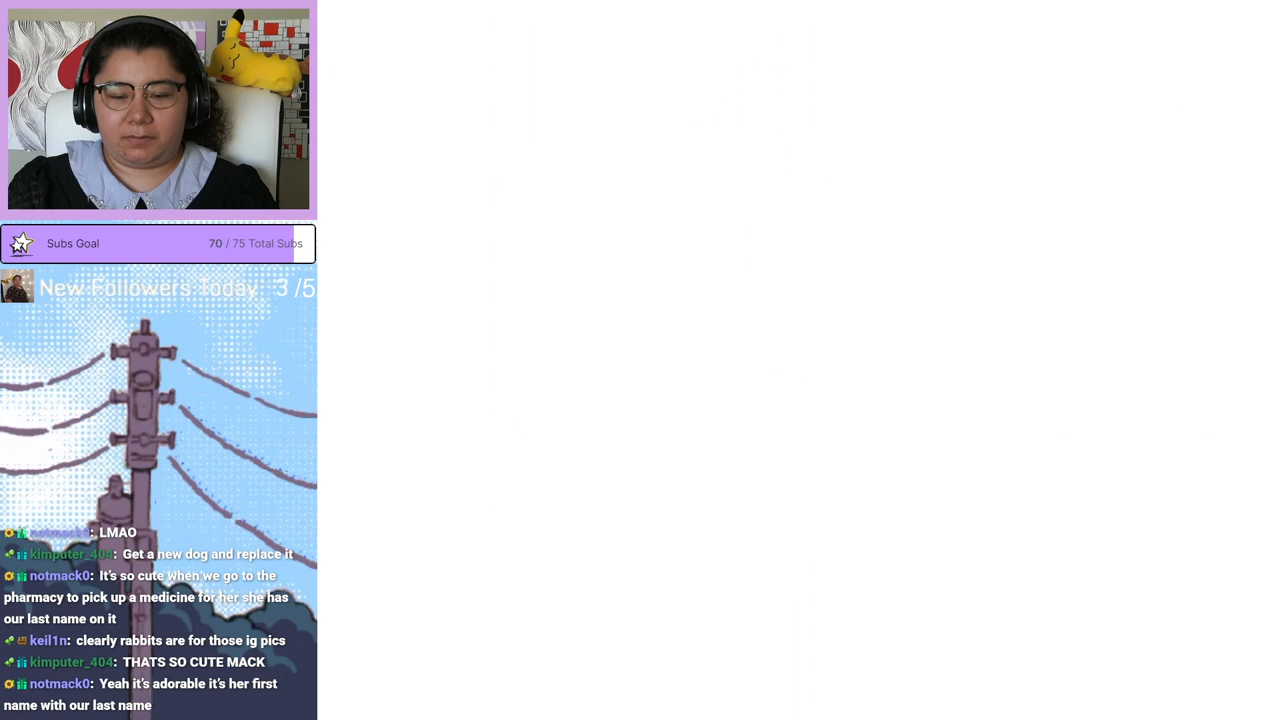 Subs Goal 70 / 75 Total Subs
New Followers Today 3 /5
notmack0: LMAO
kimputer_404: Get a new dog and replace it
notmack0: It's so cute when we go to the
pharmacy to pick up a medicine for her she has
our last name on it
keil1n: clearly rabbits are for those ig pics
kimputer_404: THATS SO CUTE MACK
notmack0: Yeah it's adorable it's her first
name with our last name